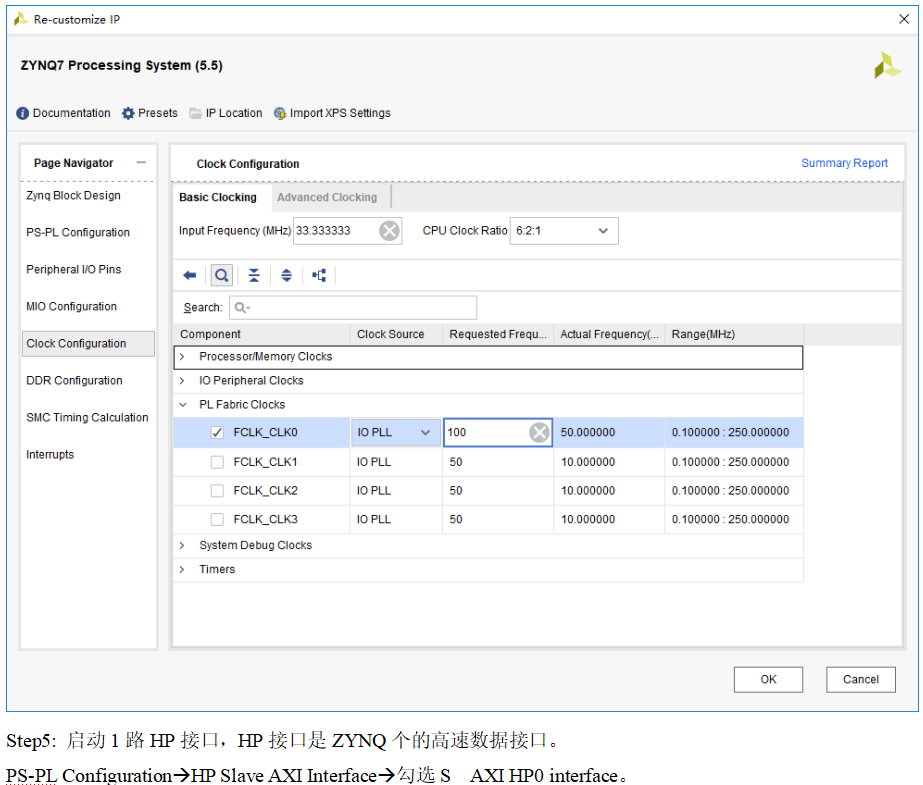 Re-customize IP
ZYNQ7 Processing System (5.5)
Documentation Presets IP Location Import XPS Settings
Page Navigator
Zynq Block Design
PS-PL Configuration
Peripheral I/O Pins
MIO Configuration
Clock Configuration
DDR Configuration
SMC Timing Calculation
Interrupts
Clock Configuration Summary Report
Basic Clocking Advanced Clocking
Input Frequency (MHz) 33.333333 CPU Clock Ratio 6:2:1
Search:
Component Clock Source Requested Frequ... Actual Frequency(... Range(MHz)
Processor/Memory Clocks
IO Peripheral Clocks
PL Fabric Clocks
FCLK_CLK0 IO PLL 100 50.000000 0.100000 : 250.000000
FCLK_CLK1 IO PLL 50 10.000000 0.100000 : 250.000000
FCLK_CLK2 IO PLL 50 10.000000 0.100000 : 250.000000
FCLK_CLK3 IO PLL 50 10.000000 0.100000 : 250.000000
System Debug Clocks
Timers
OK Cancel
Step5: 启动 1 路 HP 接口，HP 接口是 ZYNQ 个的高速数据接口。
PS-PL Configuration→HP Slave AXI Interface→勾选 S AXI HP0 interface。